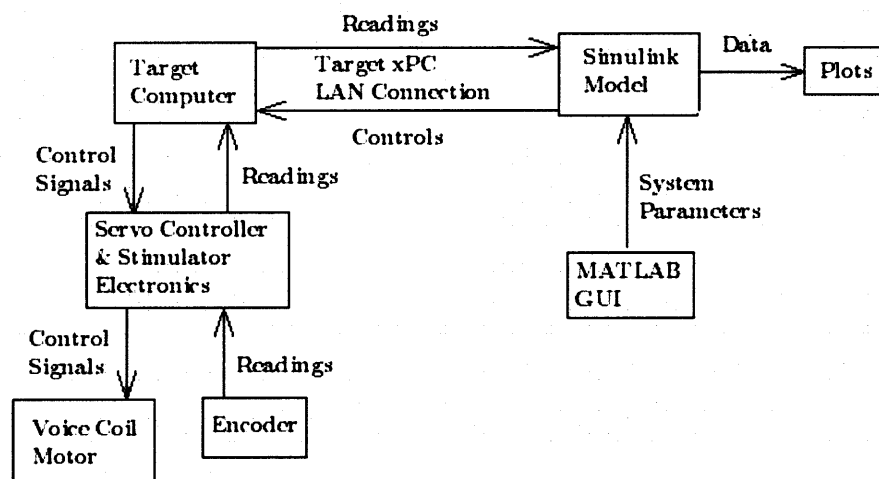 Readings
Target
Computer
Target xPC
LAN Connection
Simulink
Model
Data
Plots
Controls
Control
Signals
Readings
System
Parameters
Servo Controller
& Stimulator
Electronics
MATLAB
GUI
Control
Signals
Readings
Voice Coil
Motor
Encoder